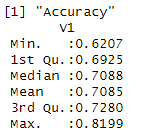 [1] "Accuracy"
v1
Min. :0.6207
1st Qu.:0.6925
Median :0.7088
Mean :0.7085
3rd Qu.:0.7280
Max. :0.8199